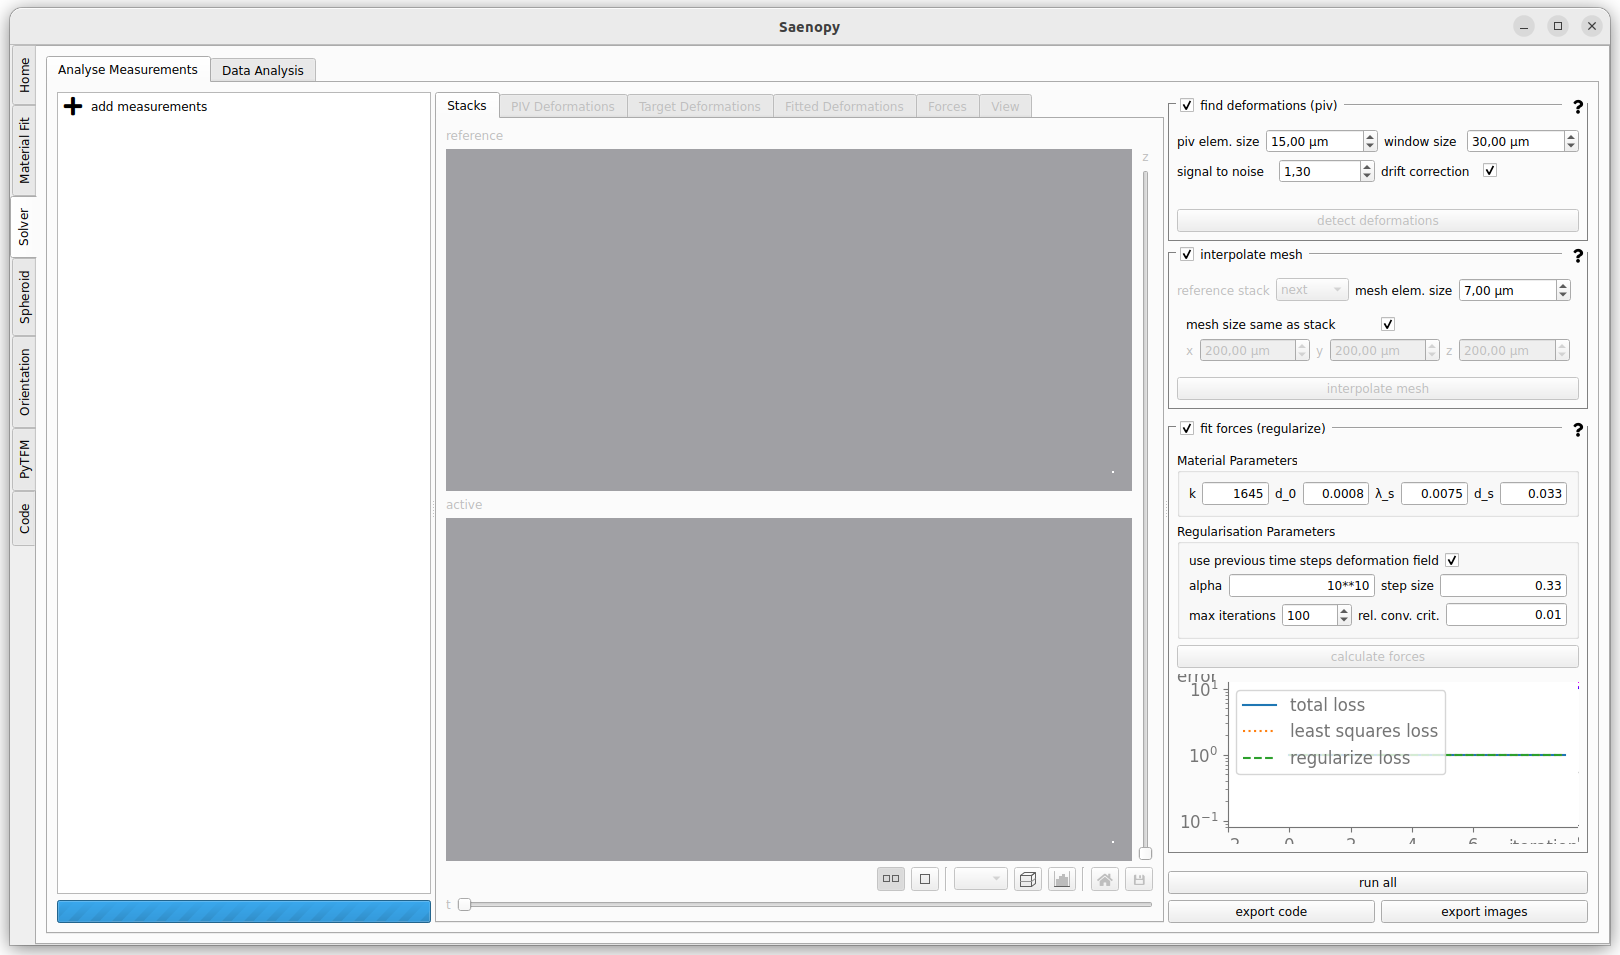 Saenopy
Home
Material Fit
Solver
Spheroid
Orientation
PyTFM
Code
Analyse Measurements
Data Analysis
add measurements
Stacks
PIV Deformations
Target Deformations
Fitted Deformations
Forces
View
reference
z
active
t
find deformations (piv)
?
piv elem. size 15,00 µm window size 30,00 µm
signal to noise 1,30 drift correction
detect deformations
interpolate mesh
?
reference stack next mesh elem. size 7,00 µm
mesh size same as stack
x 200,00 µm y 200,00 µm z 200,00 µm
interpolate mesh
fit forces (regularize)
?
Material Parameters
k 1645 d_0 0.0008 λ_s 0.0075 d_s 0.033
Regularisation Parameters
use previous time steps deformation field
alpha 10**10 step size 0.33
max iterations 100 rel. conv. crit. 0.01
calculate forces
error
10¹
total loss
least squares loss
10⁰
regularize loss
10⁻¹
-2 0 2 4 6 iteration
run all
export code
export images